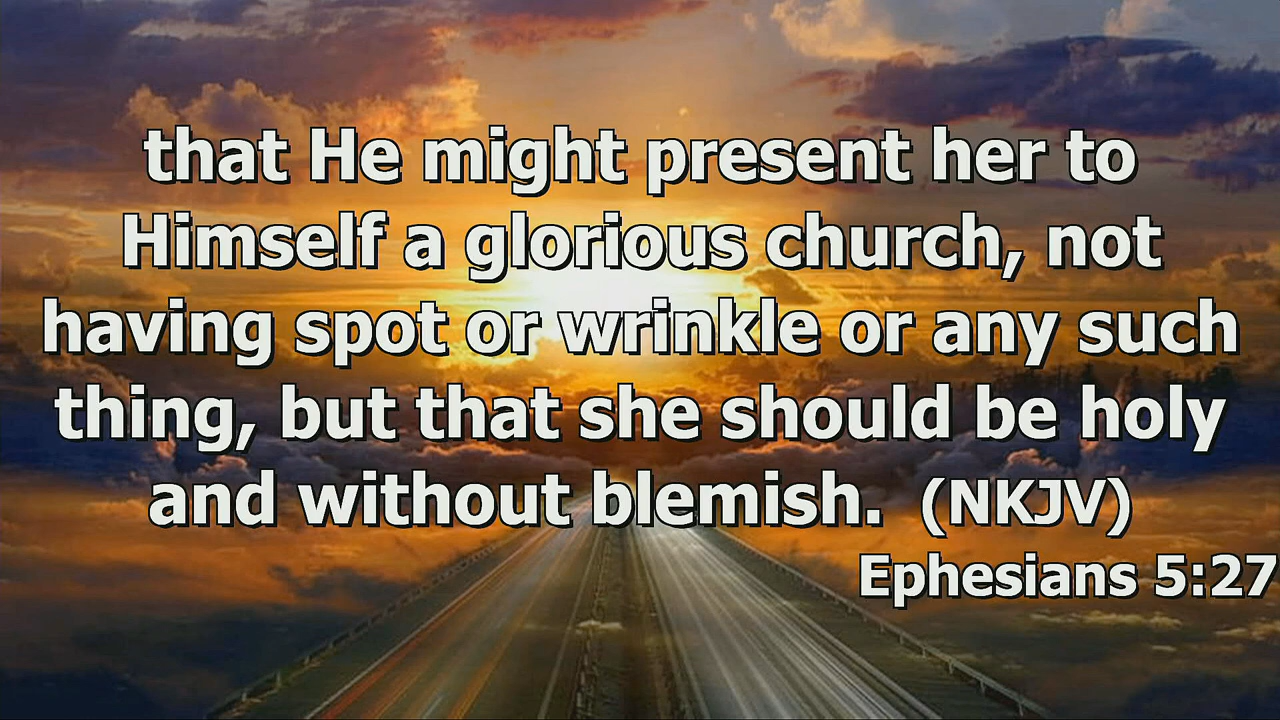 that He might present her to
Himself a glorious church, not
having spot or wrinkle or any such
thing, but that she should be holy
and without blemish. (NKJV)
Ephesians 5:27